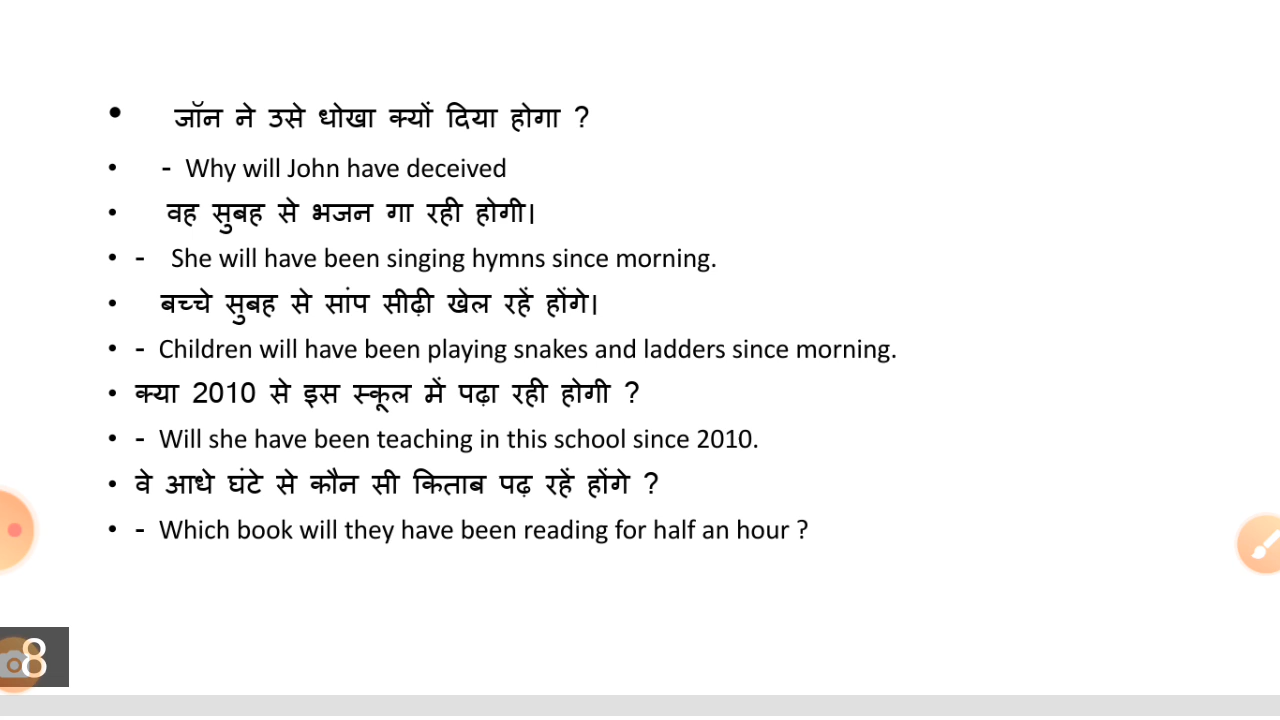 • जॉन ने उसे धोखा क्यों दिया होगा ?
• - Why will John have deceived
• वह सुबह से भजन गा रही होगी।
• - She will have been singing hymns since morning.
• बच्चे सुबह से सांप सीढ़ी खेल रहें होंगे।
• - Children will have been playing snakes and ladders since morning.
• क्या 2010 से इस स्कूल में पढ़ा रही होगी ?
• - Will she have been teaching in this school since 2010.
• वे आधे घंटे से कौन सी किताब पढ़ रहें होंगे ?
• - Which book will they have been reading for half an hour ?
8